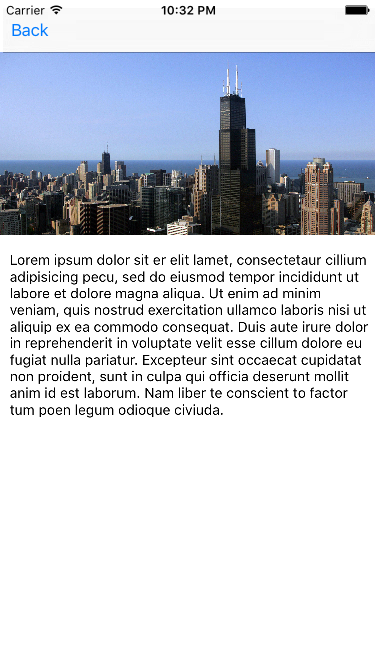 Carrier 10:32 PM
Back
Lorem ipsum dolor sit er elit lamet, consectetaur cillium
adipisicing pecu, sed do eiusmod tempor incididunt ut
labore et dolore magna aliqua. Ut enim ad minim
veniam, quis nostrud exercitation ullamco laboris nisi ut
aliquip ex ea commodo consequat. Duis aute irure dolor
in reprehenderit in voluptate velit esse cillum dolore eu
fugiat nulla pariatur. Excepteur sint occaecat cupidatat
non proident, sunt in culpa qui officia deserunt mollit
anim id est laborum. Nam liber te conscient to factor
tum poen legum odioque civiuda.